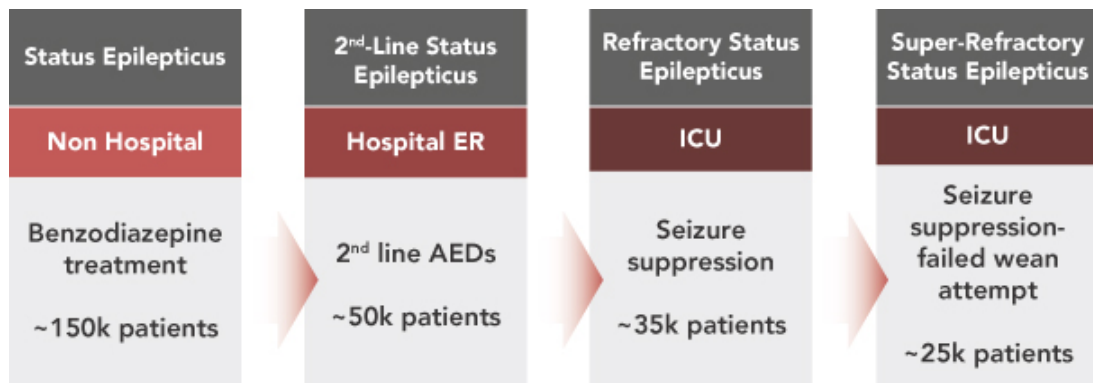 Status Epilepticus
Non Hospital
Benzodiazepine
treatment
~150k patients
2nd-Line Status
Epilepticus
Hospital ER
2nd line AEDs
~50k patients
Refractory Status
Epilepticus
ICU
Seizure
suppression
~35k patients
Super-Refractory
Status Epilepticus
ICU
Seizure
suppression-
failed wean
attempt
~25k patients